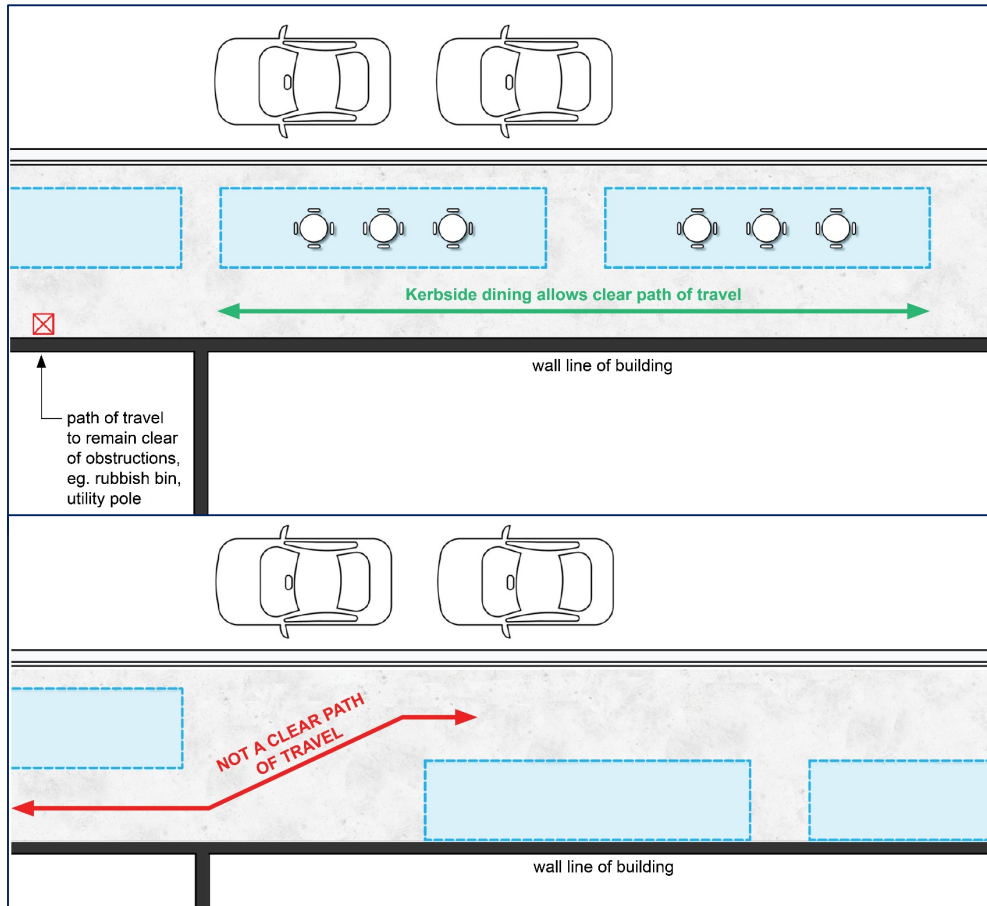 Kerbside dining allows clear path of travel
wall line of building
path of travel
to remain clear
of obstructions,
eg. rubbish bin,
utility pole
NOT A CLEAR PATH
OF TRAVEL
wall line of building